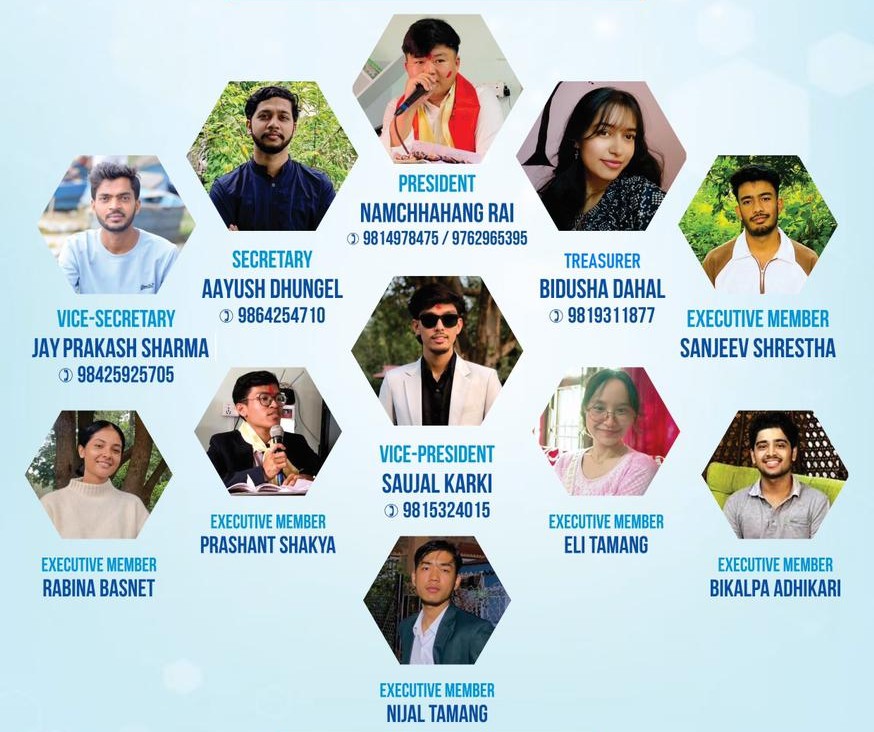 PRESIDENT
NAMCHHAHANG RAI
9814978475 / 9762965395
SECRETARY
AAYUSH DHUNGEL
9864254710
TREASURER
BIDUSHA DAHAL
9819311877
VICE-SECRETARY
JAY PRAKASH SHARMA
98425925705
EXECUTIVE MEMBER
SANJEEV SHRESTHA
VICE-PRESIDENT
SAUJAL KARKI
9815324015
EXECUTIVE MEMBER
PRASHANT SHAKYA
EXECUTIVE MEMBER
ELI TAMANG
EXECUTIVE MEMBER
RABINA BASNET
EXECUTIVE MEMBER
BIKALPA ADHIKARI
EXECUTIVE MEMBER
NIJAL TAMANG